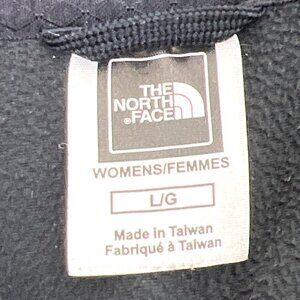 THE
NORTH
FACE
WOMENS/FEMMES
L/G
Made in Taiwan
Fabriqué à Taiwan